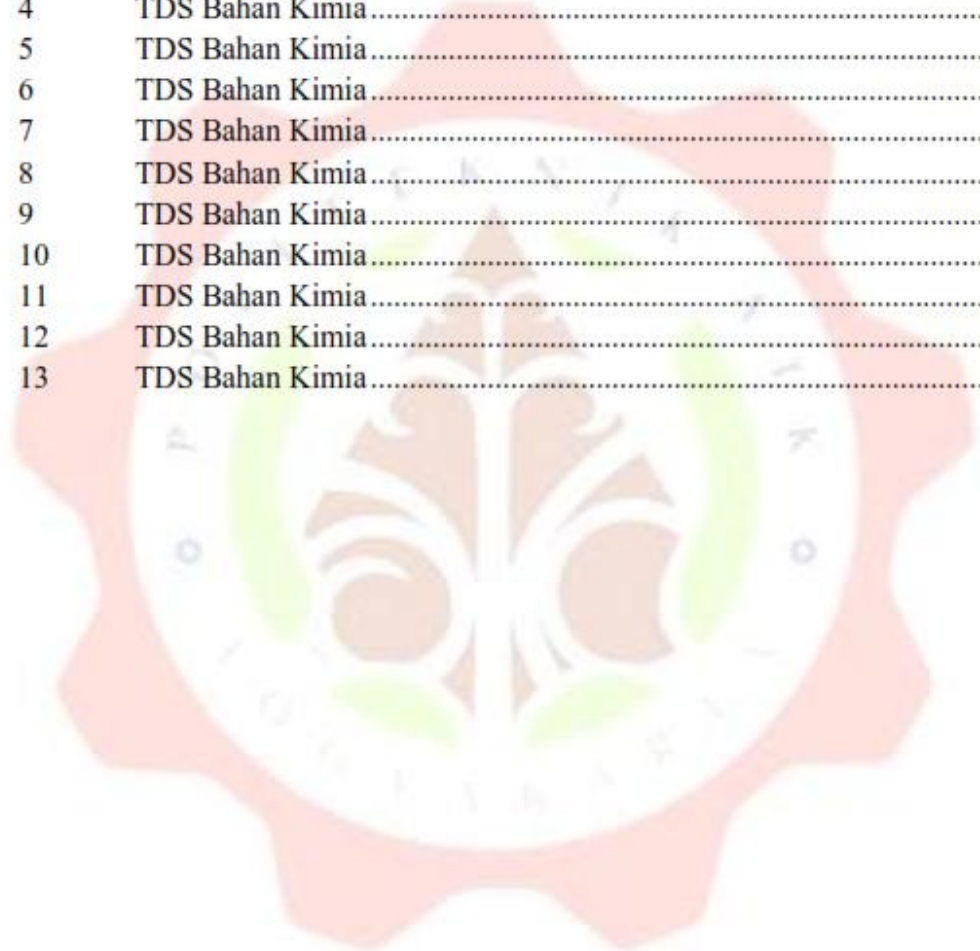 4 TDS Bahan Kimia........................................................................
5 TDS Bahan Kimia........................................................................
6 TDS Bahan Kimia........................................................................
7 TDS Bahan Kimia........................................................................
8 TDS Bahan Kimia........................................................................
9 TDS Bahan Kimia........................................................................
10 TDS Bahan Kimia........................................................................
11 TDS Bahan Kimia........................................................................
12 TDS Bahan Kimia........................................................................
13 TDS Bahan Kimia........................................................................